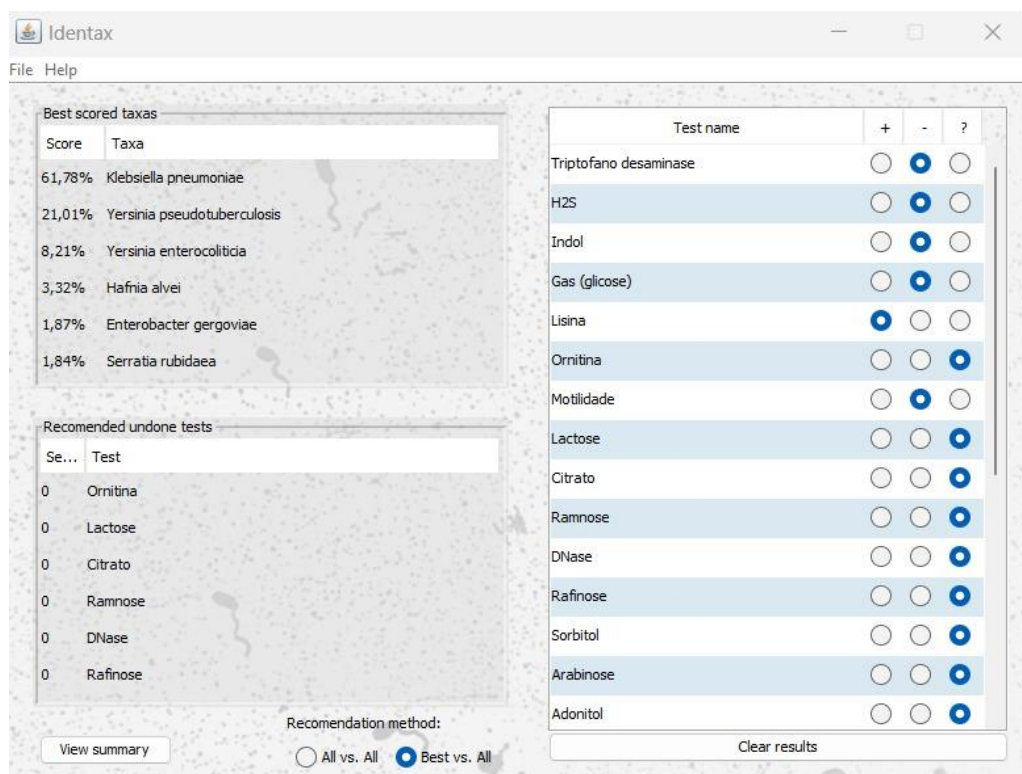 Identax
File Help
Best scored taxas
Score Taxa
61,78% Klebsiella pneumoniae
21,01% Yersinia pseudotuberculosis
8,21% Yersinia enterocoliticia
3,32% Hafnia alvei
1,87% Enterobacter gergoviae
1,84% Serratia rubidaea
Recomended undone tests
Se... Test
0 Ornitina
0 Lactose
0 Citrato
0 Ramnose
0 DNase
0 Rafinose
Recomendation method:
View summary
All vs. All Best vs. All
Test name + - ?
Triptofano desaminase
H2S
Indol
Gas (glicose)
Lisina
Ornitina
Motilidade
Lactose
Citrato
Ramnose
DNase
Rafinose
Sorbitol
Arabinose
Adonitol
Clear results